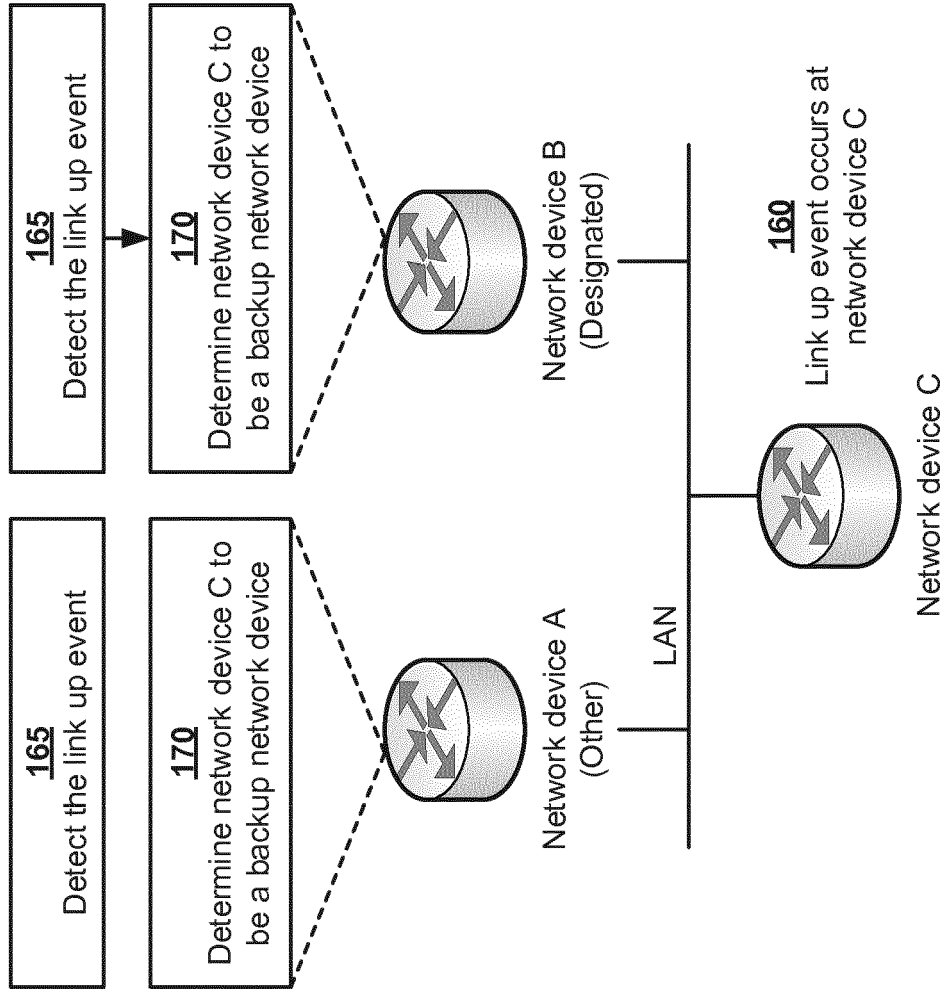 165
Detect the link up event
170
Determine network device C to
be a backup network device
Network device A
(Other)
165
Detect the link up event
170
Determine network device C to
be a backup network device
Network device B
(Designated)
LAN
160
Link up event occurs at
network device C
Network device C